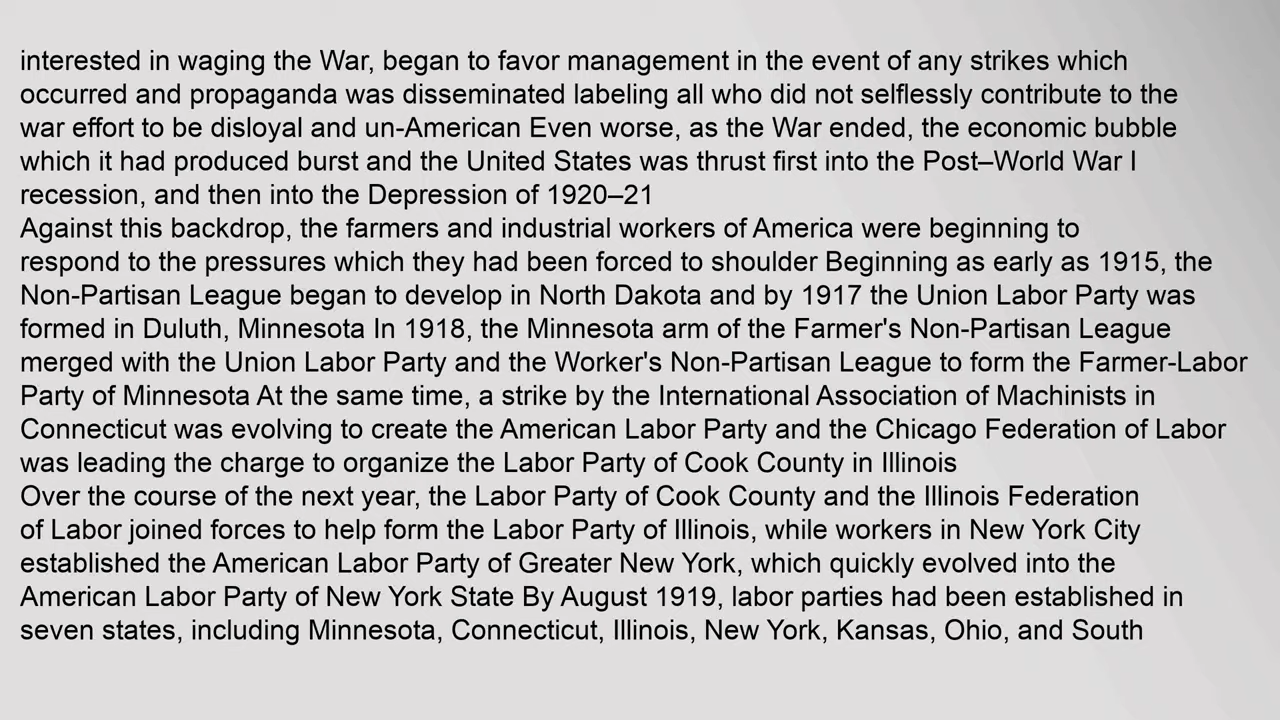 interested in waging the War, began to favor management in the event of any strikes which
occurred and propaganda was disseminated labeling all who did not selflessly contribute to the
war effort to be disloyal and un-American Even worse, as the War ended, the economic bubble
which it had produced burst and the United States was thrust first into the Post–World War I
recession, and then into the Depression of 1920–21
Against this backdrop, the farmers and industrial workers of America were beginning to
respond to the pressures which they had been forced to shoulder Beginning as early as 1915, the
Non-Partisan League began to develop in North Dakota and by 1917 the Union Labor Party was
formed in Duluth, Minnesota In 1918, the Minnesota arm of the Farmer's Non-Partisan League
merged with the Union Labor Party and the Worker's Non-Partisan League to form the Farmer-Labor
Party of Minnesota At the same time, a strike by the International Association of Machinists in
Connecticut was evolving to create the American Labor Party and the Chicago Federation of Labor
was leading the charge to organize the Labor Party of Cook County in Illinois
Over the course of the next year, the Labor Party of Cook County and the Illinois Federation
of Labor joined forces to help form the Labor Party of Illinois, while workers in New York City
established the American Labor Party of Greater New York, which quickly evolved into the
American Labor Party of New York State By August 1919, labor parties had been established in
seven states, including Minnesota, Connecticut, Illinois, New York, Kansas, Ohio, and South